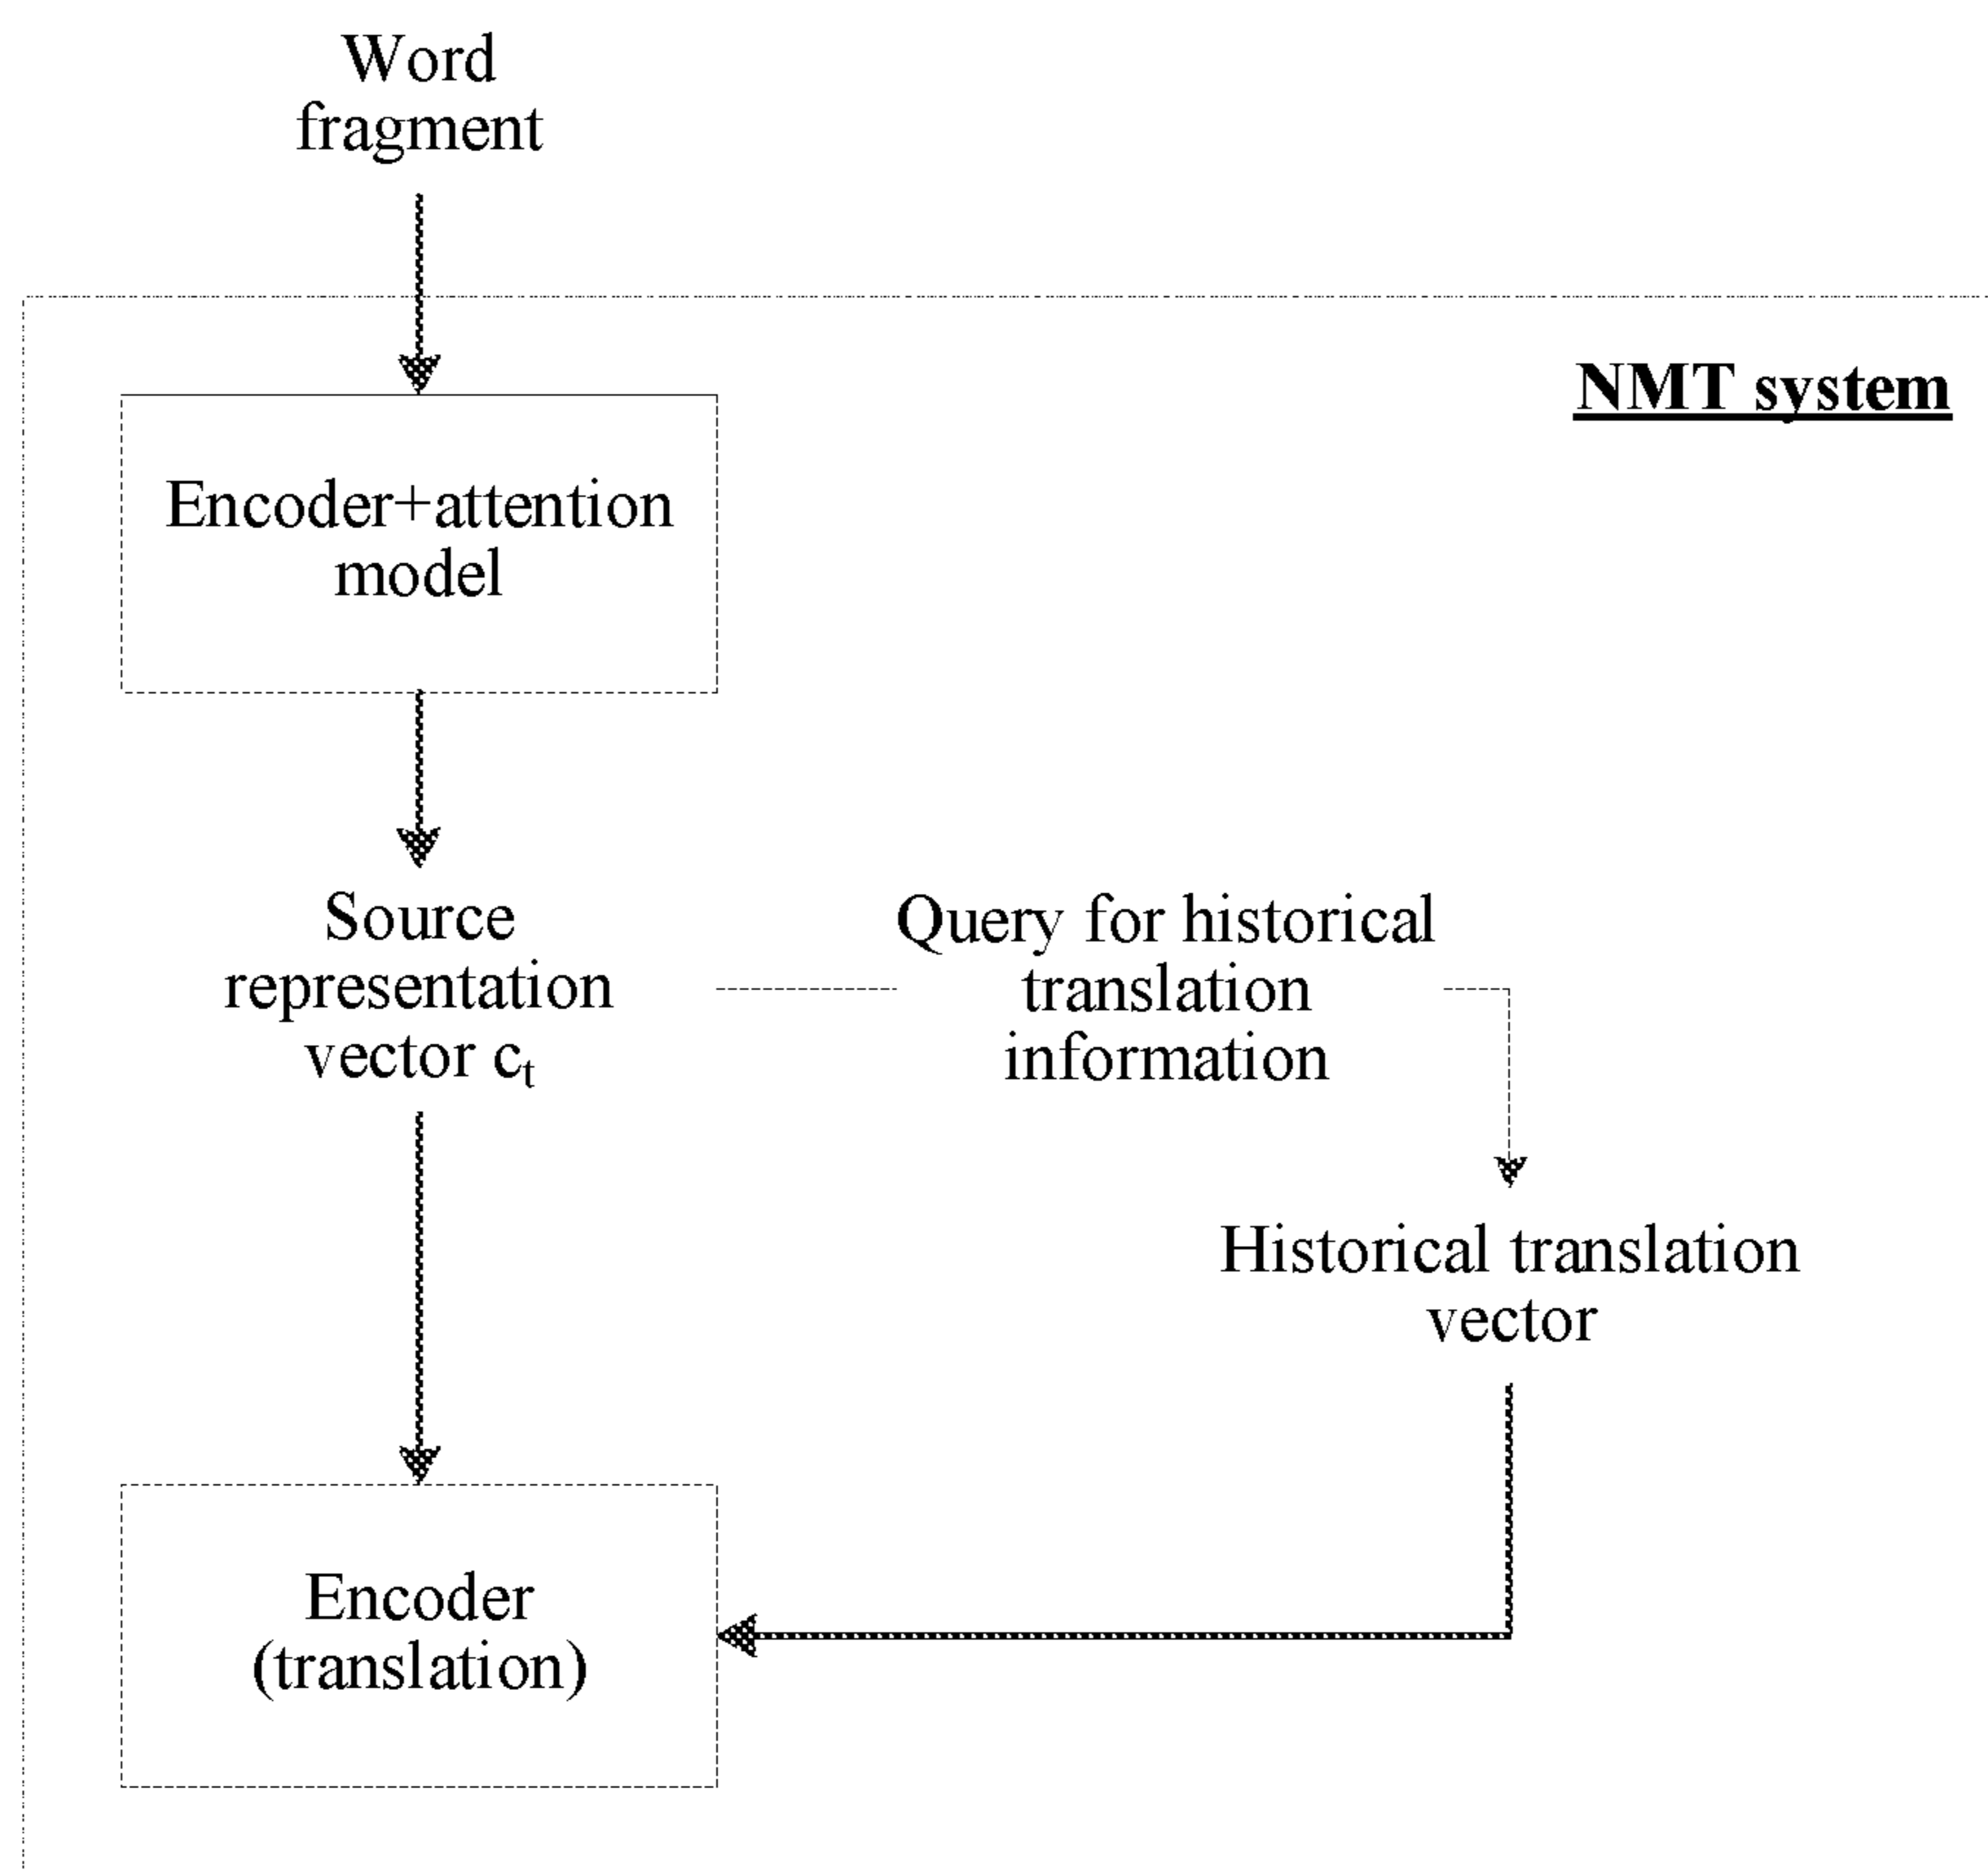 Word
fragment
NMT system
Encoder+attention
model
Source
representation
vector cₜ
Query for historical
translation
information
Historical translation
vector
Encoder
(translation)